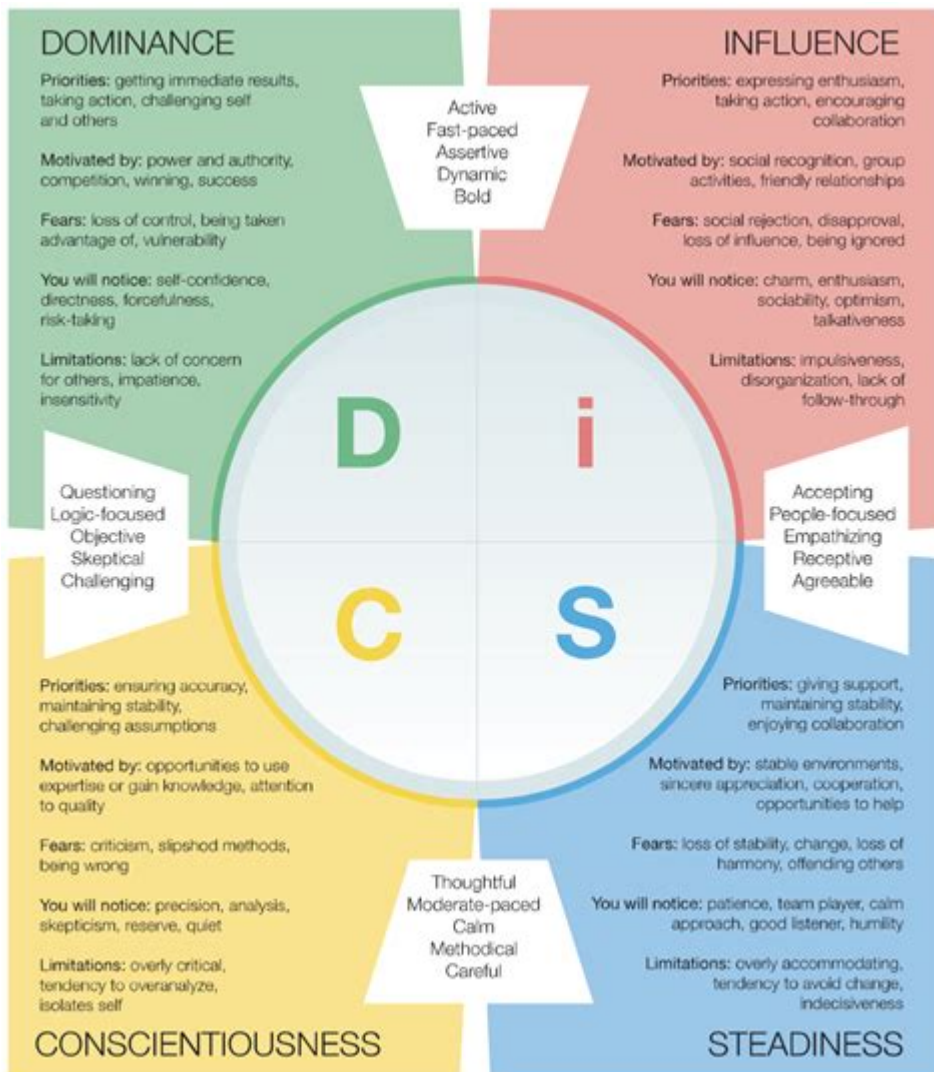 DOMINANCE
Priorities: getting immediate results,
taking action, challenging self
and others
Motivated by: power and authority,
competition, winning, success
Fears: loss of control, being taken
advantage of, vulnerability
You will notice: self-confidence,
directness, forcefulness,
risk-taking
Limitations: lack of concern
for others, impatience,
insensitivity
Active
Fast-paced
Assertive
Dynamic
Bold
INFLUENCE
Priorities: expressing enthusiasm,
taking action, encouraging
collaboration
Motivated by: social recognition, group
activities, friendly relationships
Fears: social rejection, disapproval,
loss of influence, being ignored
You will notice: charm, enthusiasm,
sociability, optimism,
talkativeness
Limitations: impulsiveness,
disorganization, lack of
follow-through
D
i
C
S
Questioning
Logic-focused
Objective
Skeptical
Challenging
Accepting
People-focused
Empathizing
Receptive
Agreeable
Priorities: ensuring accuracy,
maintaining stability,
challenging assumptions
Motivated by: opportunities to use
expertise or gain knowledge, attention
to quality
Fears: criticism, slipshod methods,
being wrong
You will notice: precision, analysis,
skepticism, reserve, quiet
Limitations: overly critical,
tendency to overanalyze,
isolates self
CONSCIENTIOUSNESS
Thoughtful
Moderate-paced
Calm
Methodical
Careful
Priorities: giving support,
maintaining stability,
enjoying collaboration
Motivated by: stable environments,
sincere appreciation, cooperation,
opportunities to help
Fears: loss of stability, change, loss of
harmony, offending others
You will notice: patience, team player, calm
approach, good listener, humility
Limitations: overly accommodating,
tendency to avoid change,
indecisiveness
STEADINESS